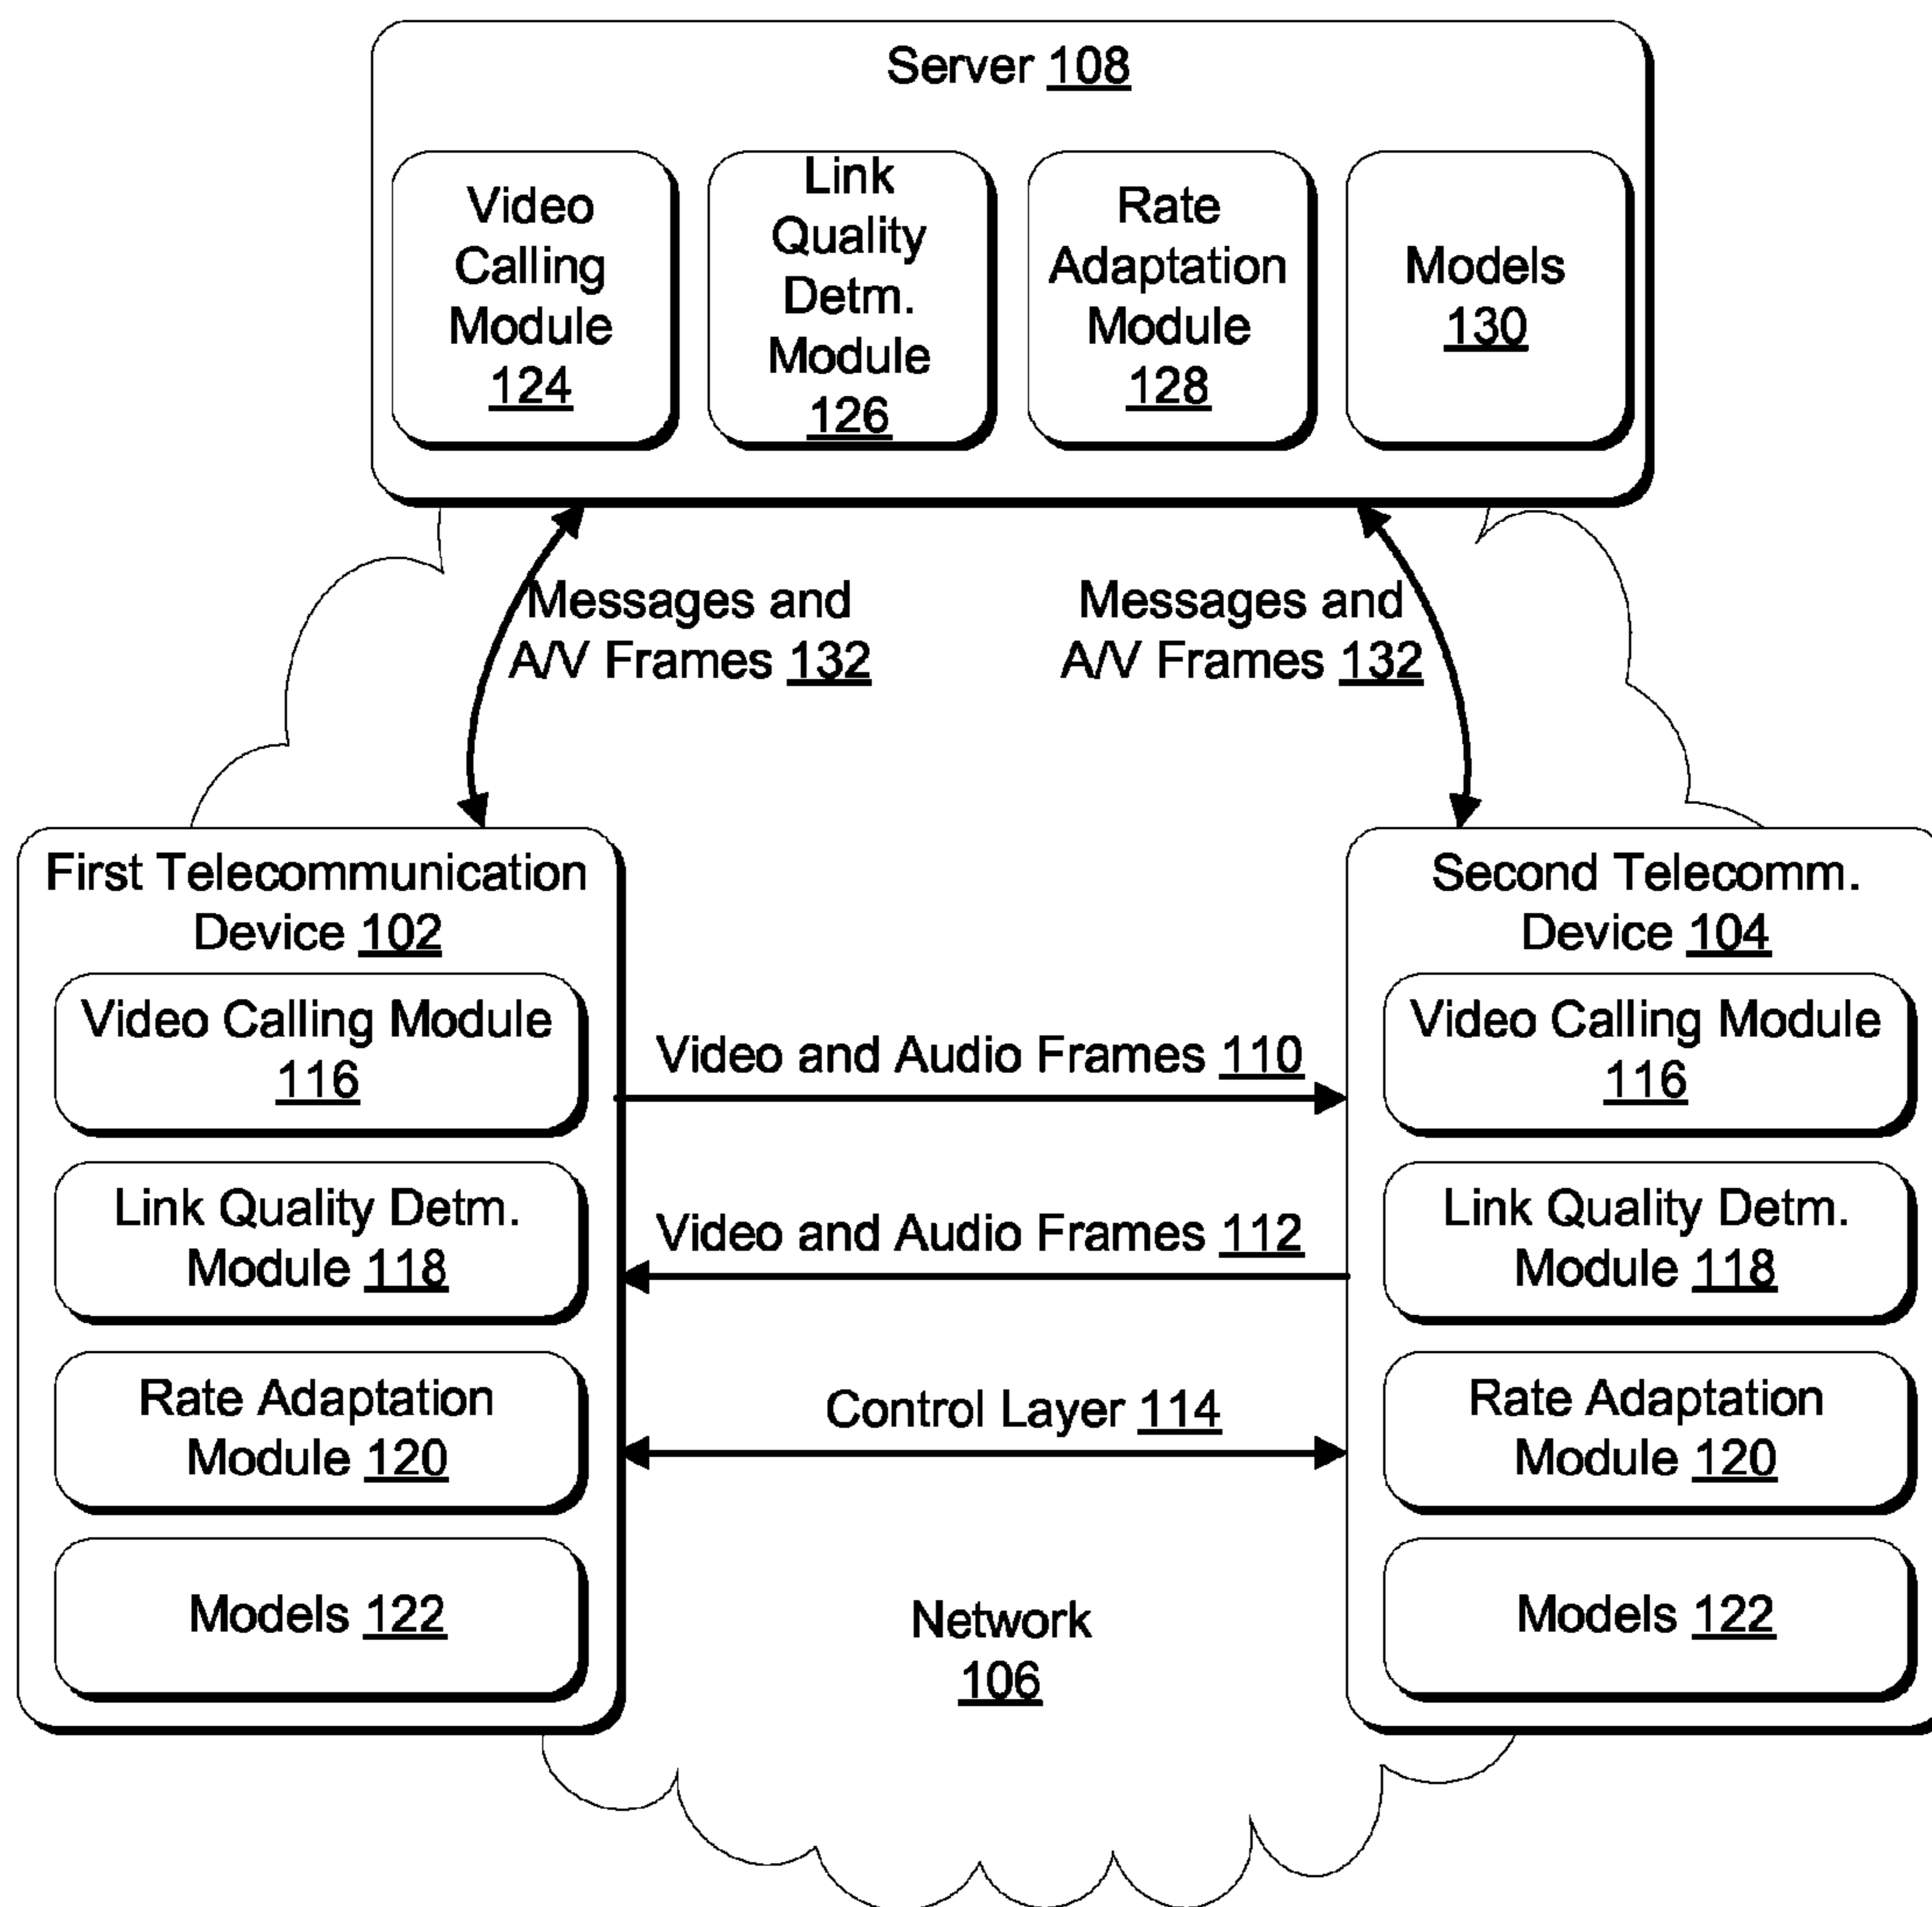 Server 108
Video
Calling
Module
124
Link
Quality
Detm.
Module
126
Rate
Adaptation
Module
128
Models
130
Messages and
A/V Frames 132
Messages and
A/V Frames 132
First Telecommunication
Device 102
Video Calling Module
116
Link Quality Detm.
Module 118
Rate Adaptation
Module 120
Models 122
Video and Audio Frames 110
Video and Audio Frames 112
Control Layer 114
Network
106
Second Telecomm.
Device 104
Video Calling Module
116
Link Quality Detm.
Module 118
Rate Adaptation
Module 120
Models 122